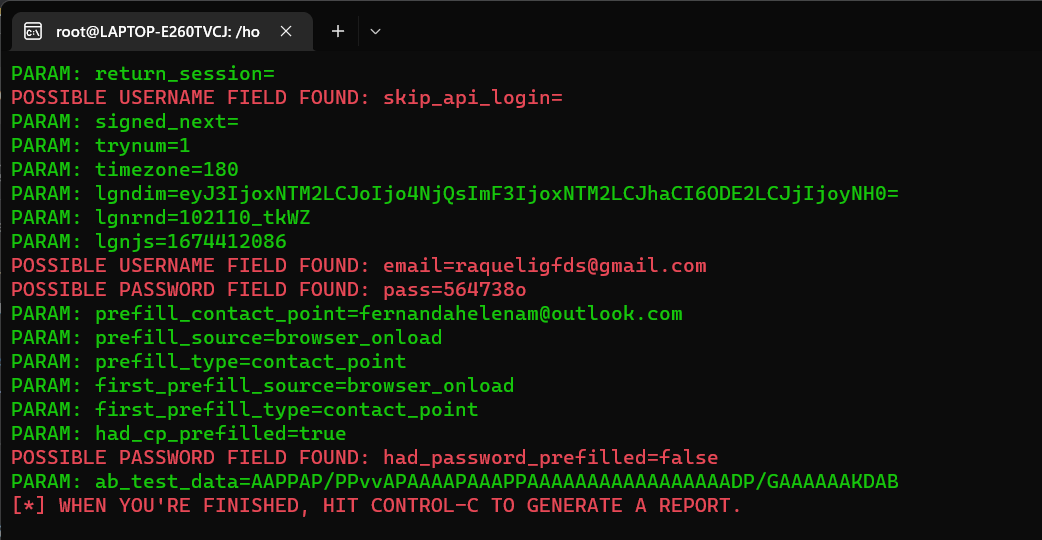 root@LAPTOP-E260TVCJ: /ho
PARAM: return_session=
POSSIBLE USERNAME FIELD FOUND: skip_api_login=
PARAM: signed_next=
PARAM: trynum=1
PARAM: timezone=180
PARAM: lgndim=eyJ3IjoxNTM2LCJoIjo4NjQsImF3IjoxNTM2LCJhaCI6ODE2LCJjIjoyNH0=
PARAM: lgnrnd=102110_tkWZ
PARAM: lgnjs=1674412086
POSSIBLE USERNAME FIELD FOUND: email=raqueligfds@gmail.com
POSSIBLE PASSWORD FIELD FOUND: pass=564738o
PARAM: prefill_contact_point=fernandahelenam@outlook.com
PARAM: prefill_source=browser_onload
PARAM: prefill_type=contact_point
PARAM: first_prefill_source=browser_onload
PARAM: first_prefill_type=contact_point
PARAM: had_cp_prefilled=true
POSSIBLE PASSWORD FIELD FOUND: had_password_prefilled=false
PARAM: ab_test_data=AAPPAP/PPvvAPAAAAPAAAPPAAAAAAAAAAAAAAAAADP/GAAAAAAKDAB
[*] WHEN YOU'RE FINISHED, HIT CONTROL-C TO GENERATE A REPORT.